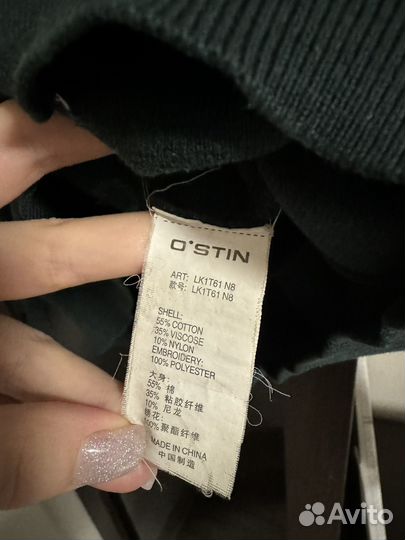 O'STIN
ART: LK1T61 N8
款号: LK1T61 N8
SHELL:
55% COTTON
35% VISCOSE
10% NYLON
EMBROIDERY:
100% POLYESTER
大身:
55% 棉
35% 粘胶纤维
10% 尼龙
绣花:
100% 聚酯纤维
MADE IN CHINA
中国制造
Avito